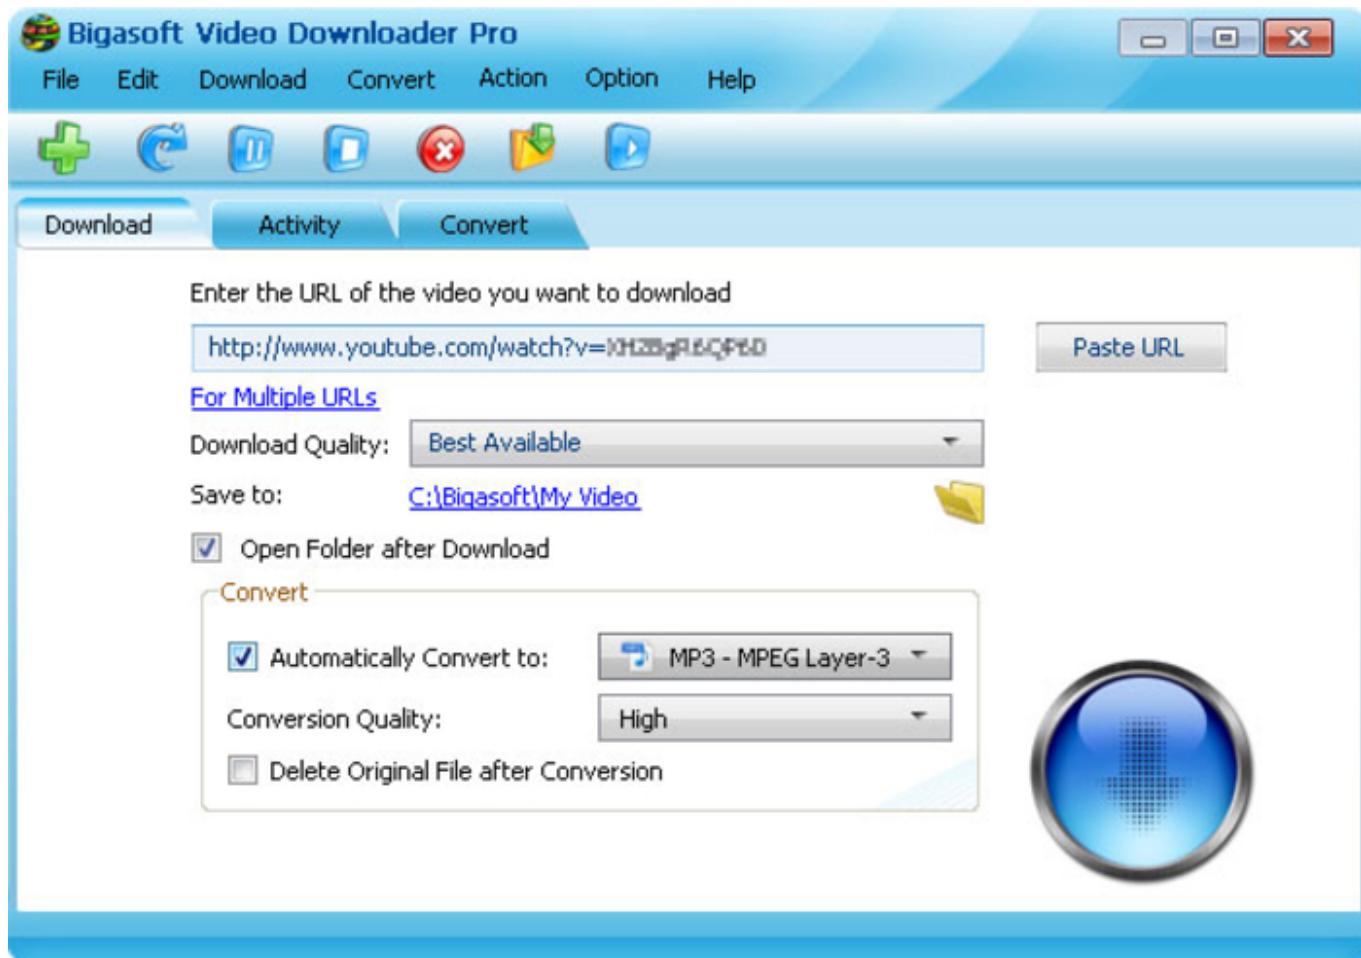 Bigasoft Video Downloader Pro
File Edit Download Convert Action Option Help
Download Activity Convert
Enter the URL of the video you want to download
http://www.youtube.com/watch?v=
Paste URL
For Multiple URLs
Download Quality: Best Available
Save to: C:\Bigasoft\My Video
Open Folder after Download
Convert
Automatically Convert to: MP3 - MPEG Layer-3
Conversion Quality: High
Delete Original File after Conversion